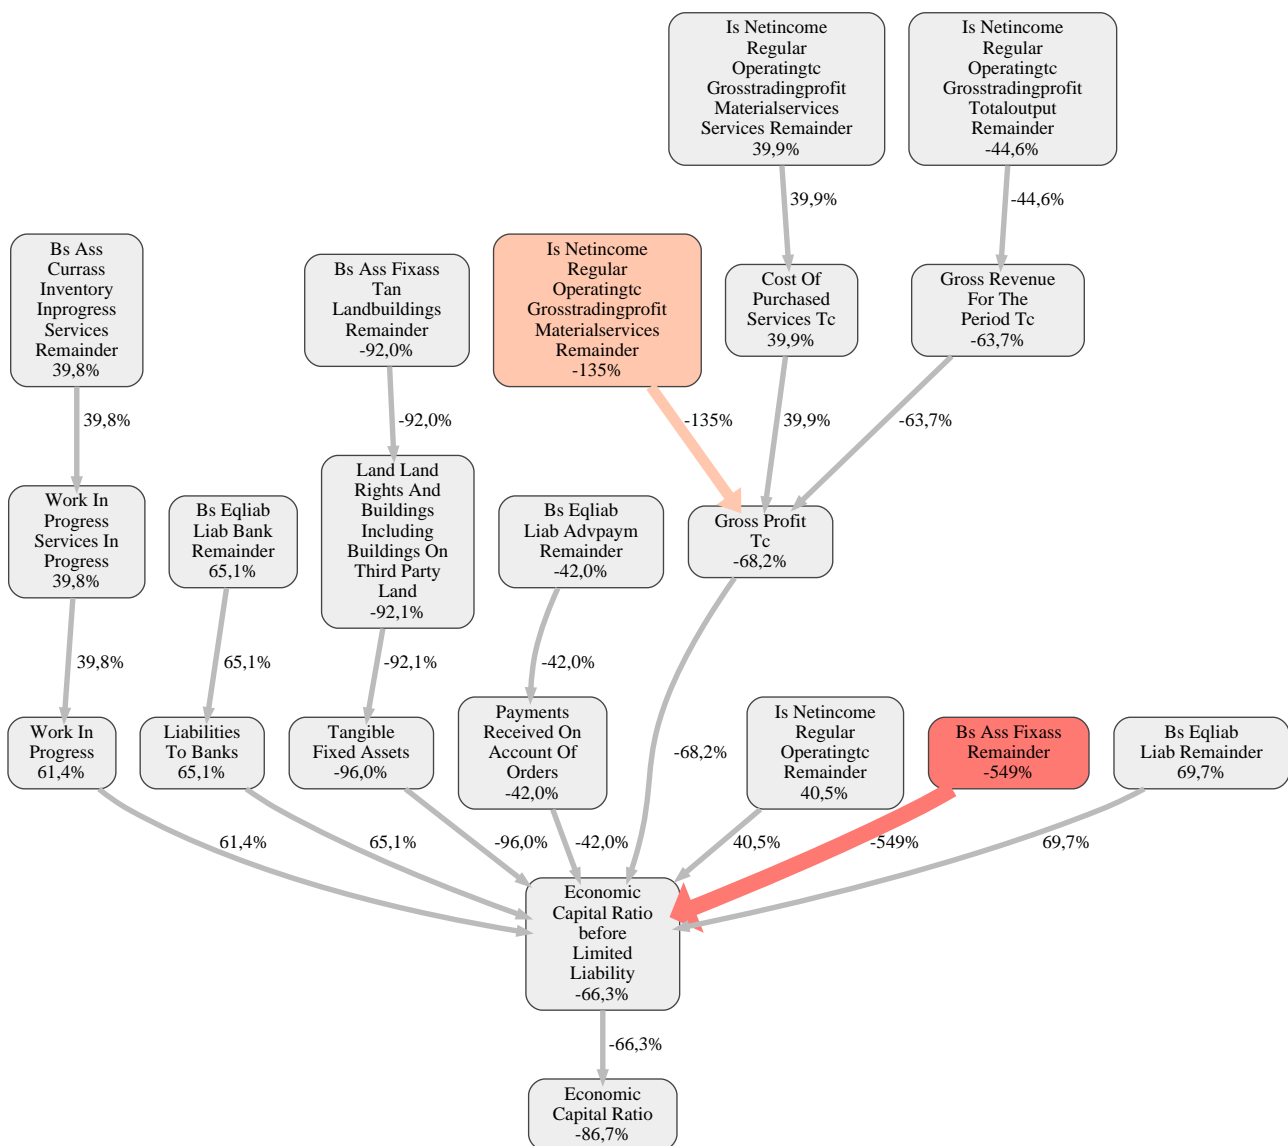 Is Netincome
Regular
Operatingtc
Grosstradingprofit
Materialservices
Services Remainder
39,9%
Is Netincome
Regular
Operatingtc
Grosstradingprofit
Totaloutput
Remainder
-44,6%
39,9%
-44,6%
Bs Ass
Currass
Inventory
Inprogress
Services
Remainder
39,8%
Bs Ass Fixass
Tan
Landbuildings
Remainder
-92,0%
Is Netincome
Regular
Operatingtc
Grosstradingprofit
Materialservices
Remainder
-135%
Cost Of
Purchased
Services Tc
39,9%
Gross Revenue
For The
Period Tc
-63,7%
39,8%
-92,0%
-135%
39,9%
-63,7%
Work In
Progress
Services In
Progress
39,8%
Bs Eqliab
Liab Bank
Remainder
65,1%
Land Land
Rights And
Buildings
Including
Buildings On
Third Party
Land
-92,1%
Bs Eqliab
Liab Advpaym
Remainder
-42,0%
Gross Profit
Tc
-68,2%
39,8%
65,1%
-92,1%
-42,0%
-68,2%
Work In
Progress
61,4%
Liabilities
To Banks
65,1%
Tangible
Fixed Assets
-96,0%
Payments
Received On
Account Of
Orders
-42,0%
Is Netincome
Regular
Operatingtc
Remainder
40,5%
Bs Ass Fixass
Remainder
-549%
Bs Eqliab
Liab Remainder
69,7%
61,4%
65,1%
-96,0%
-42,0%
40,5%
-549%
69,7%
Economic
Capital Ratio
before
Limited
Liability
-66,3%
-66,3%
Economic
Capital Ratio
-86,7%